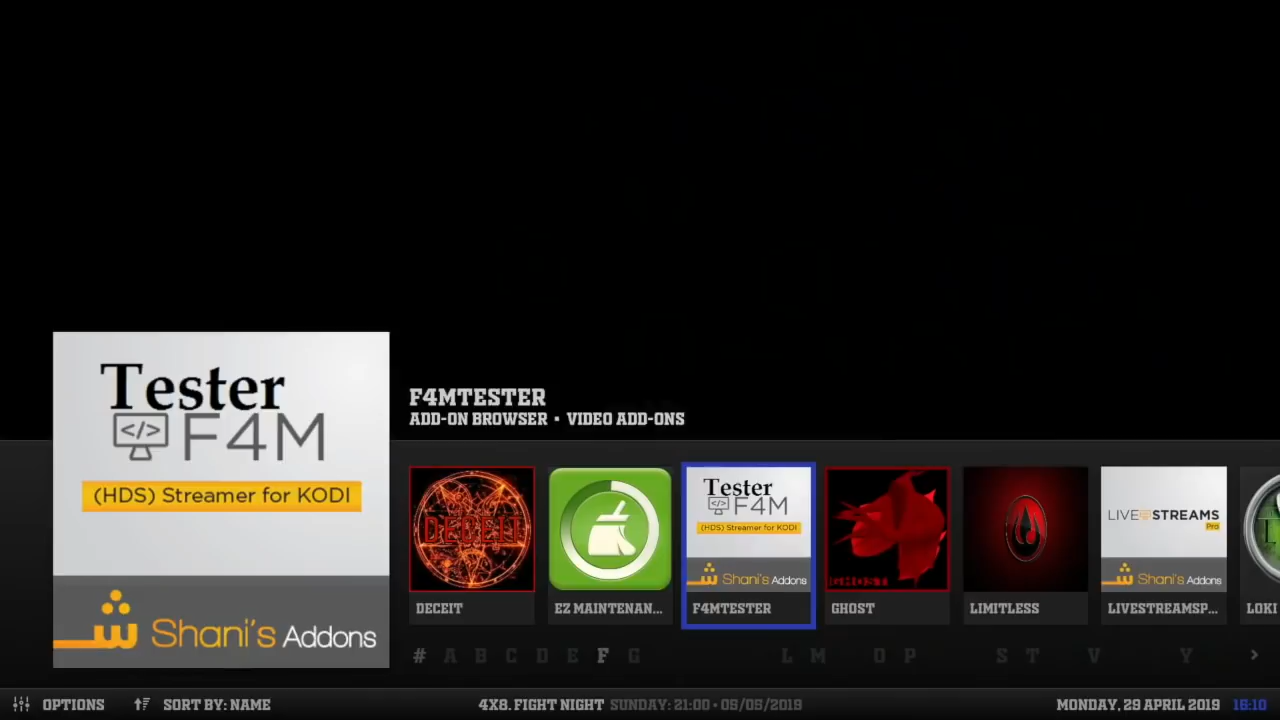 Tester
</> F4M
(HDS) Streamer for KODI
ش Shani's Addons
F4MTESTER
ADD-ON BROWSER • VIDEO ADD-ONS
DECEIT
DECEIT
EZ MAINTENAN...
Tester
</> F4M
(HDS) Streamer for KODI
ش Shani's Addons
F4MTESTER
GHOST
GHOST
LIMITLESS
LIVESTREAMS
Pro
ش Shani's Addons
LIVESTREAMSP...
LOKI
# A B C D E F G L M O P S T V Y >
OPTIONS SORT BY: NAME 4X8. FIGHT NIGHT SUNDAY: 21:00 • 05/05/2019 MONDAY, 29 APRIL 2019 16:10